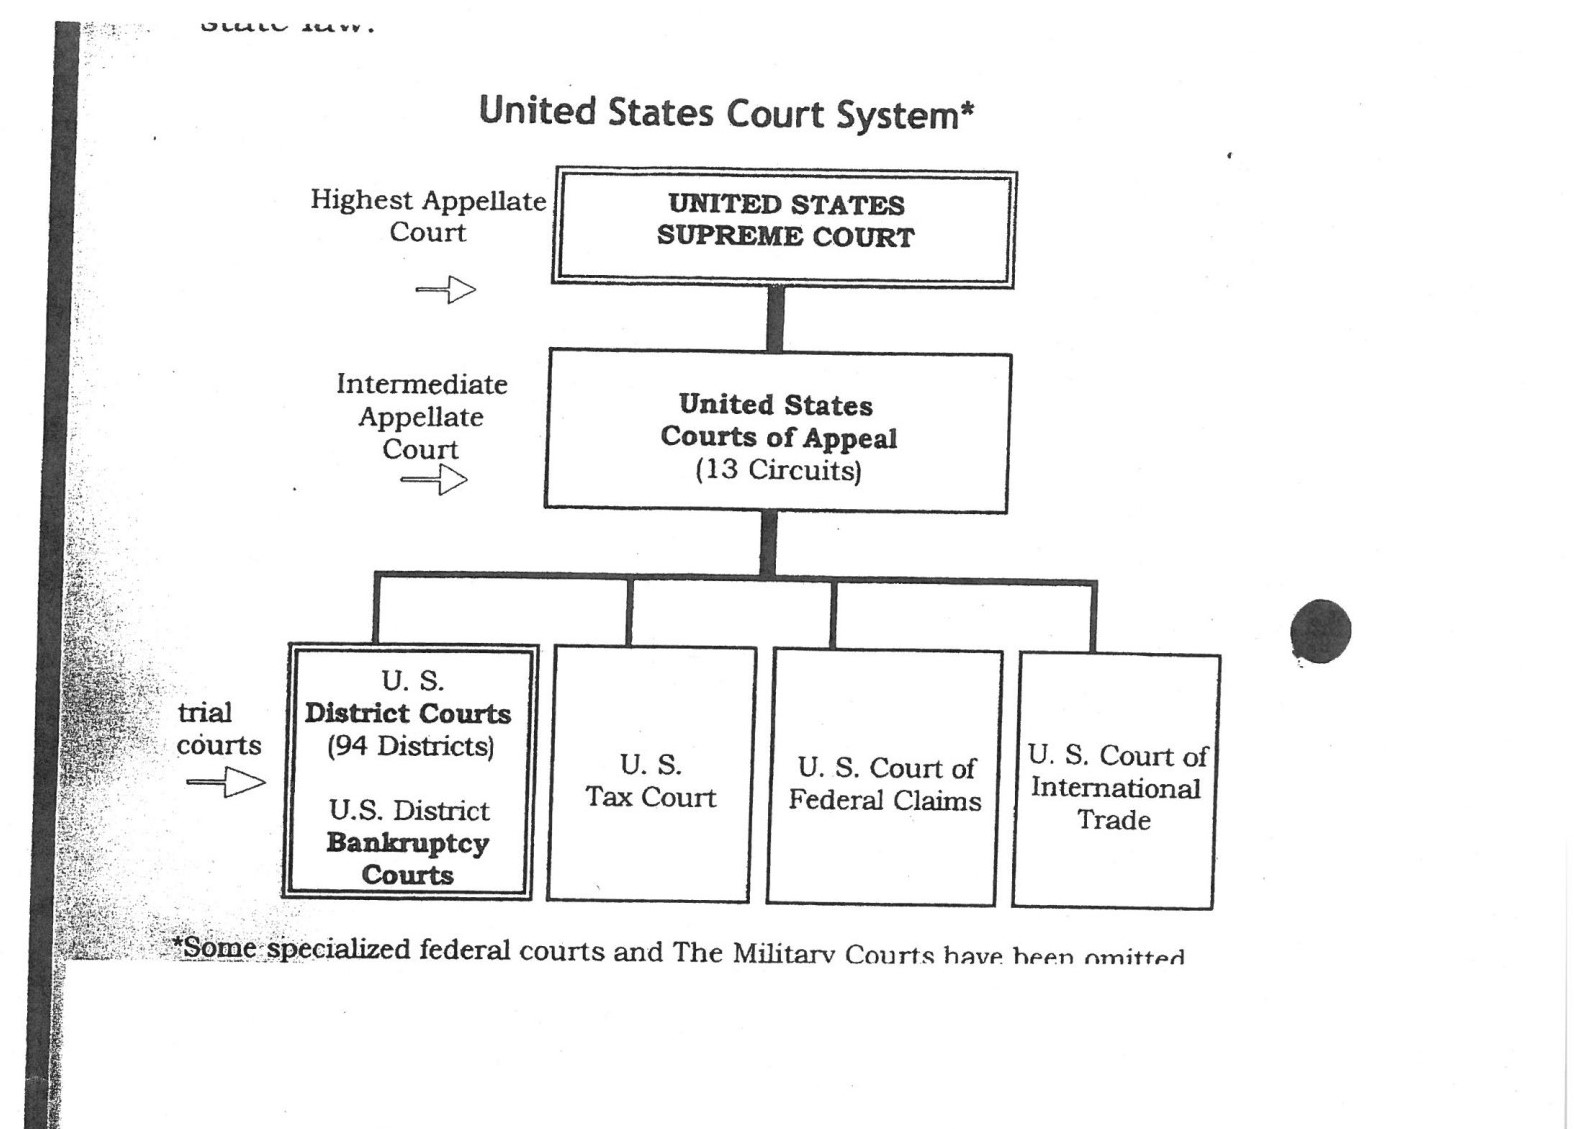 state law.
United States Court System*
Highest Appellate
Court
UNITED STATES
SUPREME COURT
Intermediate
Appellate
Court
United States
Courts of Appeal
(13 Circuits)
trial
courts
U. S.
District Courts
(94 Districts)
U.S. District
Bankruptcy
Courts
U. S.
Tax Court
U. S. Court of
Federal Claims
U. S. Court of
International
Trade
*Some specialized federal courts and The Military Courts have been omitted